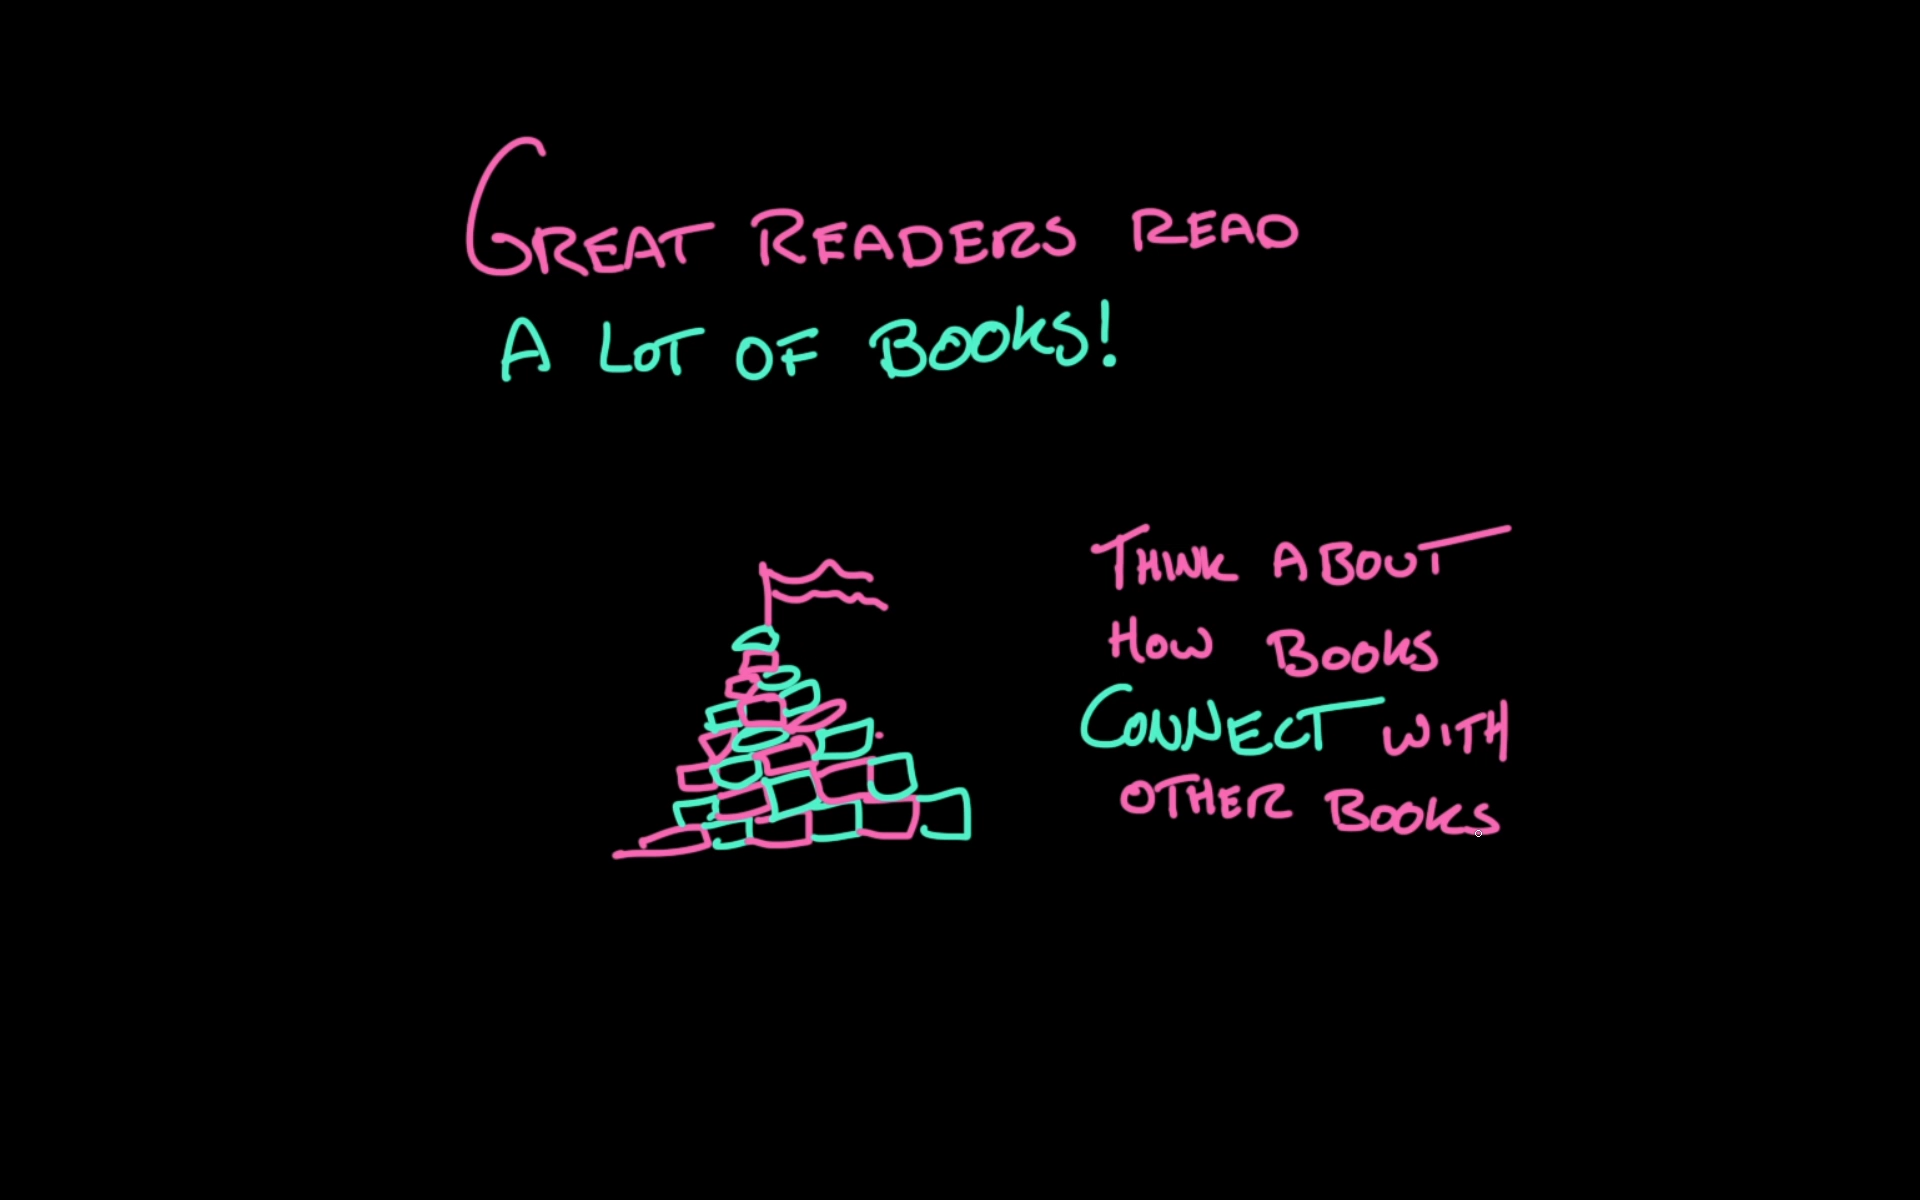 GREAT READERS READ
A LOT OF BOOKS!
THINK ABOUT
HOW BOOKS
CONNECT WITH
OTHER BOOKS